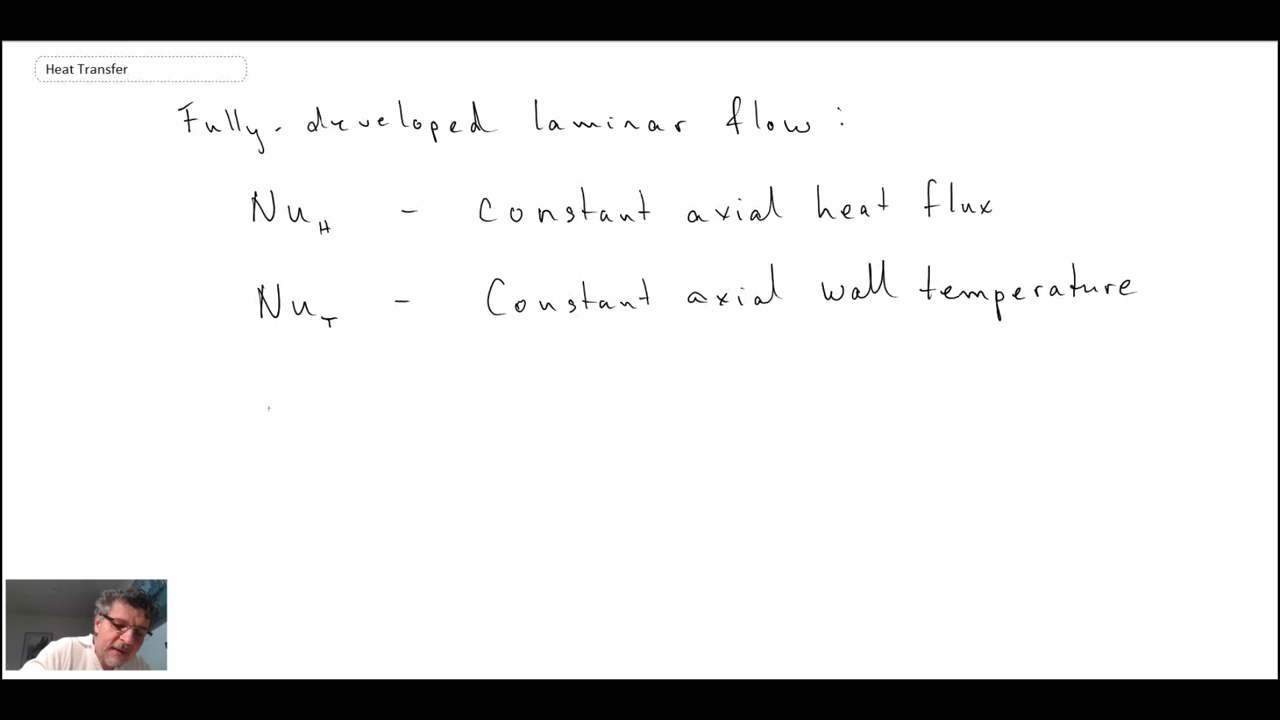 Heat Transfer
Fully-developed laminar flow:
Nu_H - Constant axial heat flux
Nu_T - Constant axial wall temperature